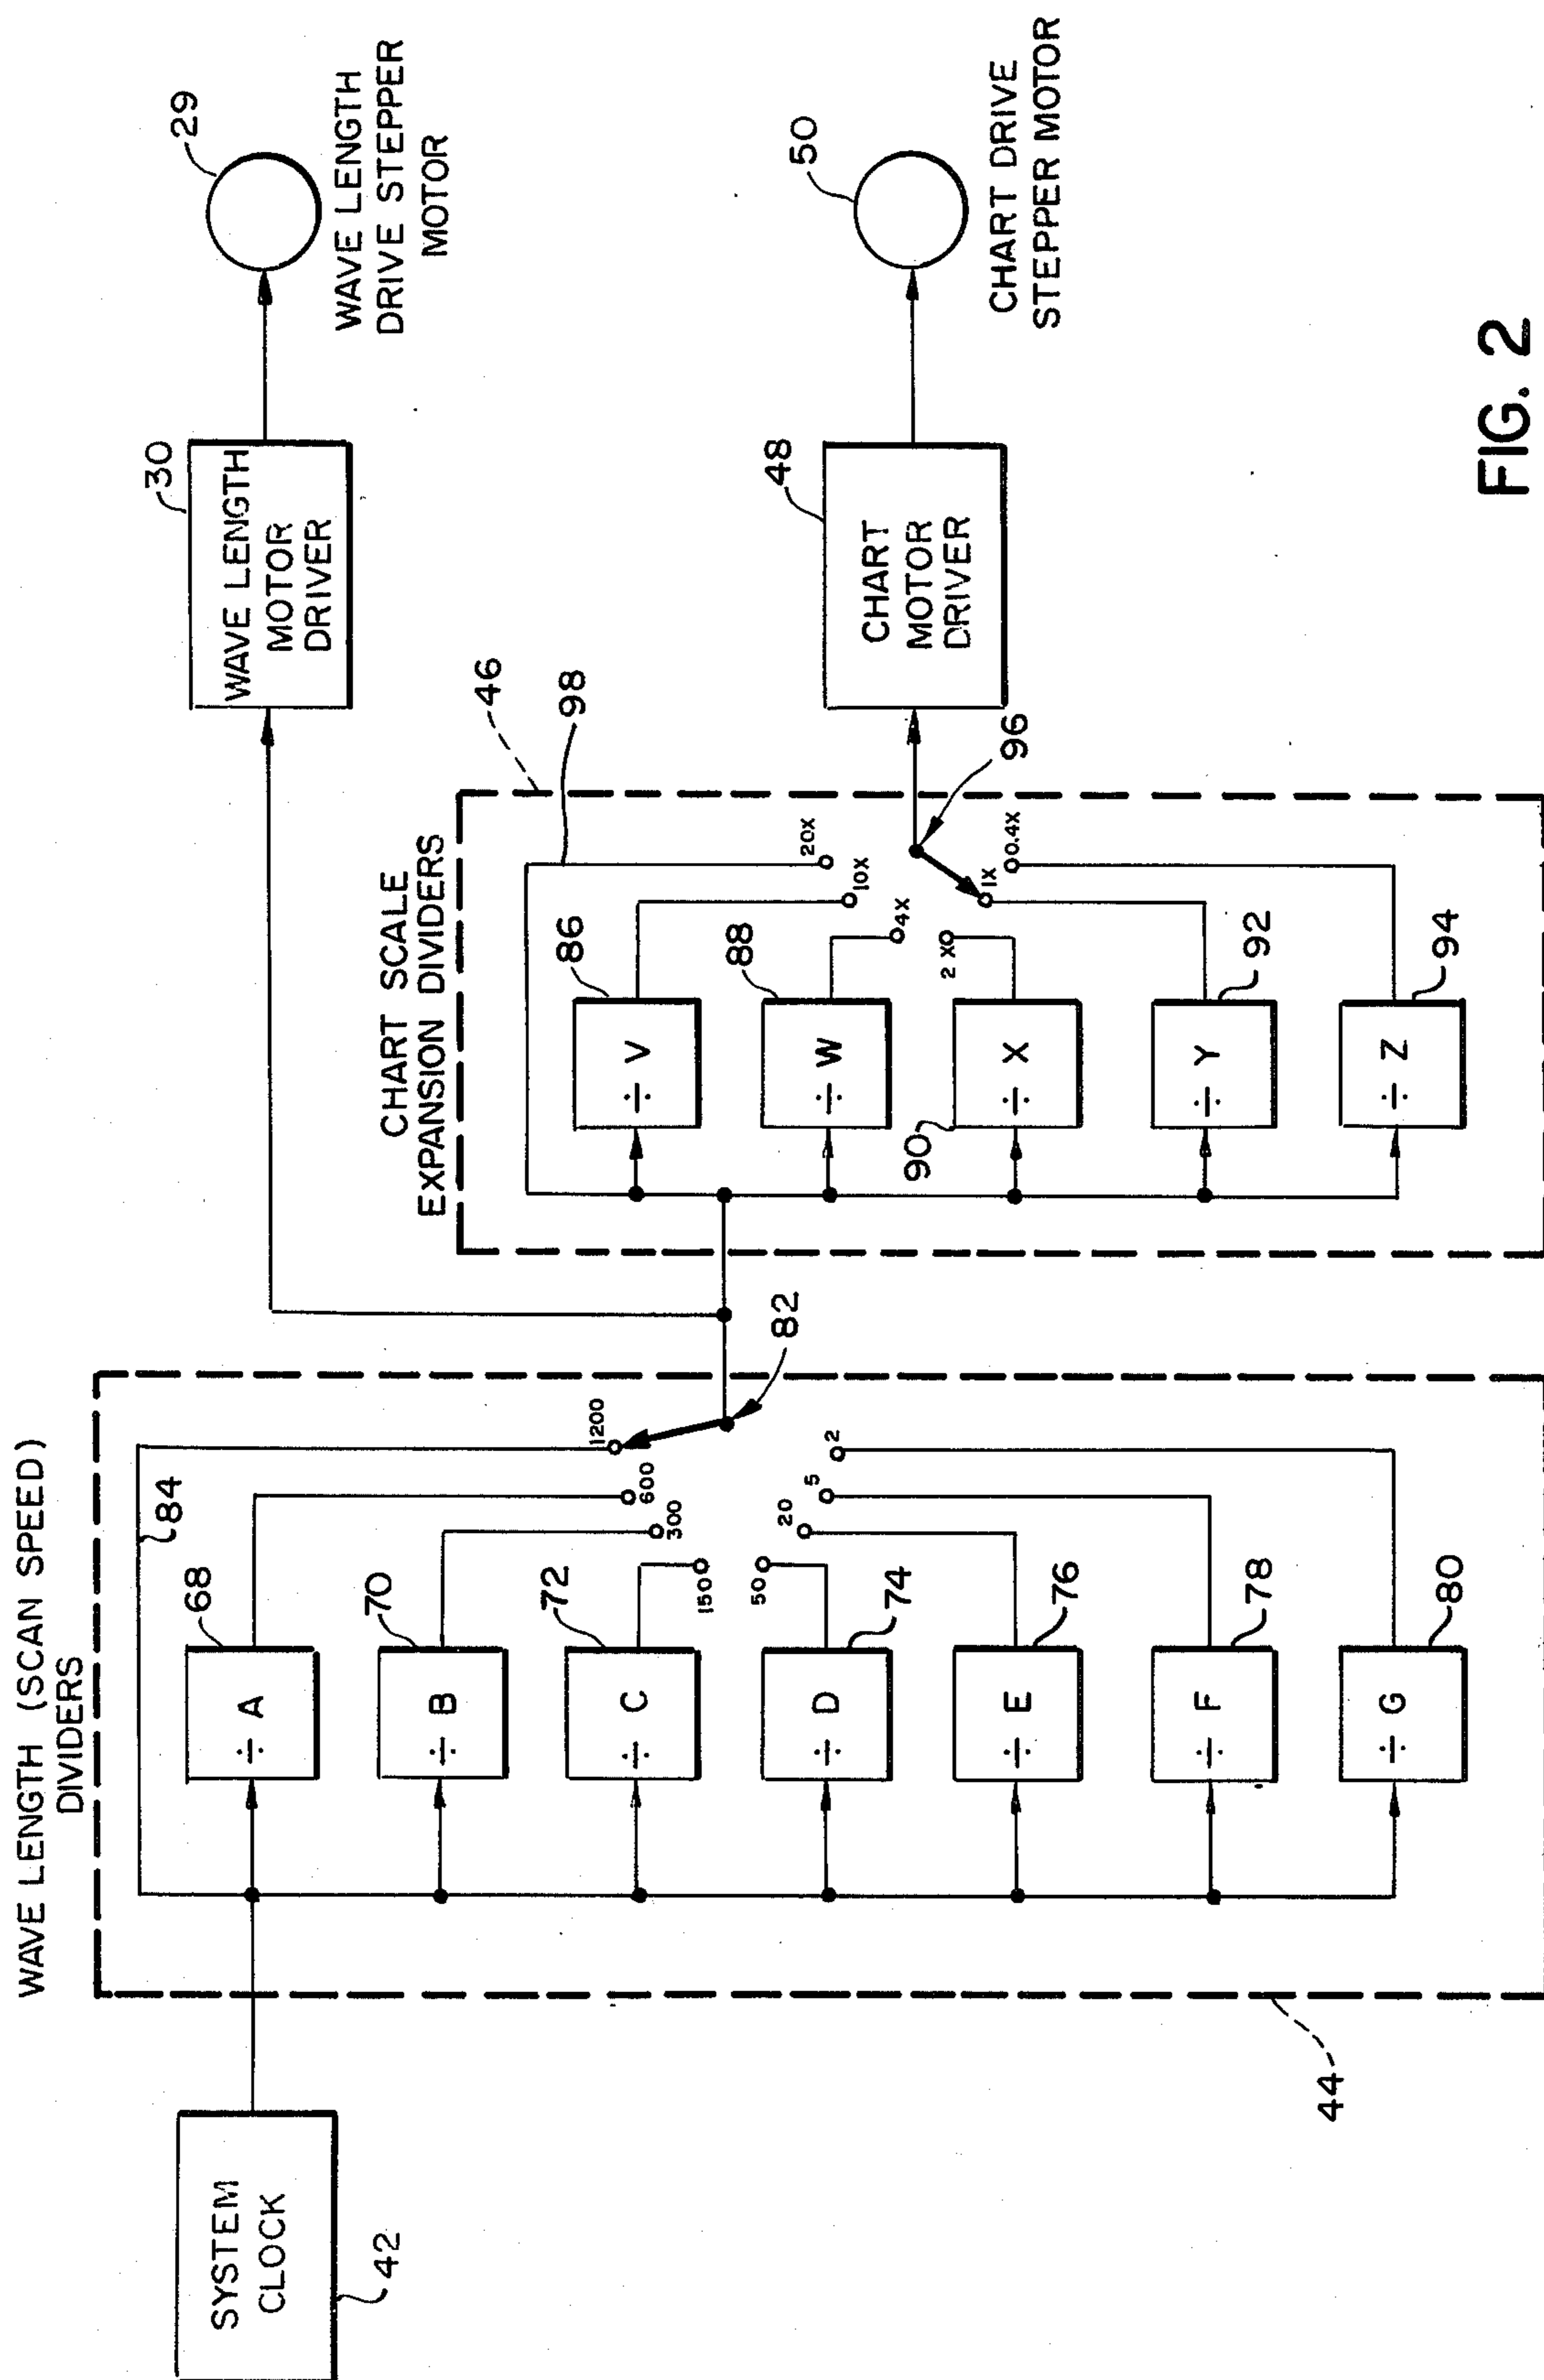 WAVE LENGTH (SCAN SPEED)
DIVIDERS
SYSTEM
CLOCK
42
44
84
÷ A
68
÷ B
70
÷ C
72
÷ D
74
÷ E
76
÷ F
78
÷ G
80
1200
600
300
150
50
20
5
2
82
CHART SCALE
EXPANSION DIVIDERS
46
98
÷ V
86
÷ W
88
÷ X
90
÷ Y
92
÷ Z
94
20X
10X
4X
2 X
1X
0.4X
96
WAVE LENGTH
MOTOR
DRIVER
30
29
WAVE LENGTH
DRIVE STEPPER
MOTOR
CHART
MOTOR
DRIVER
48
50
CHART DRIVE
STEPPER MOTOR
FIG. 2